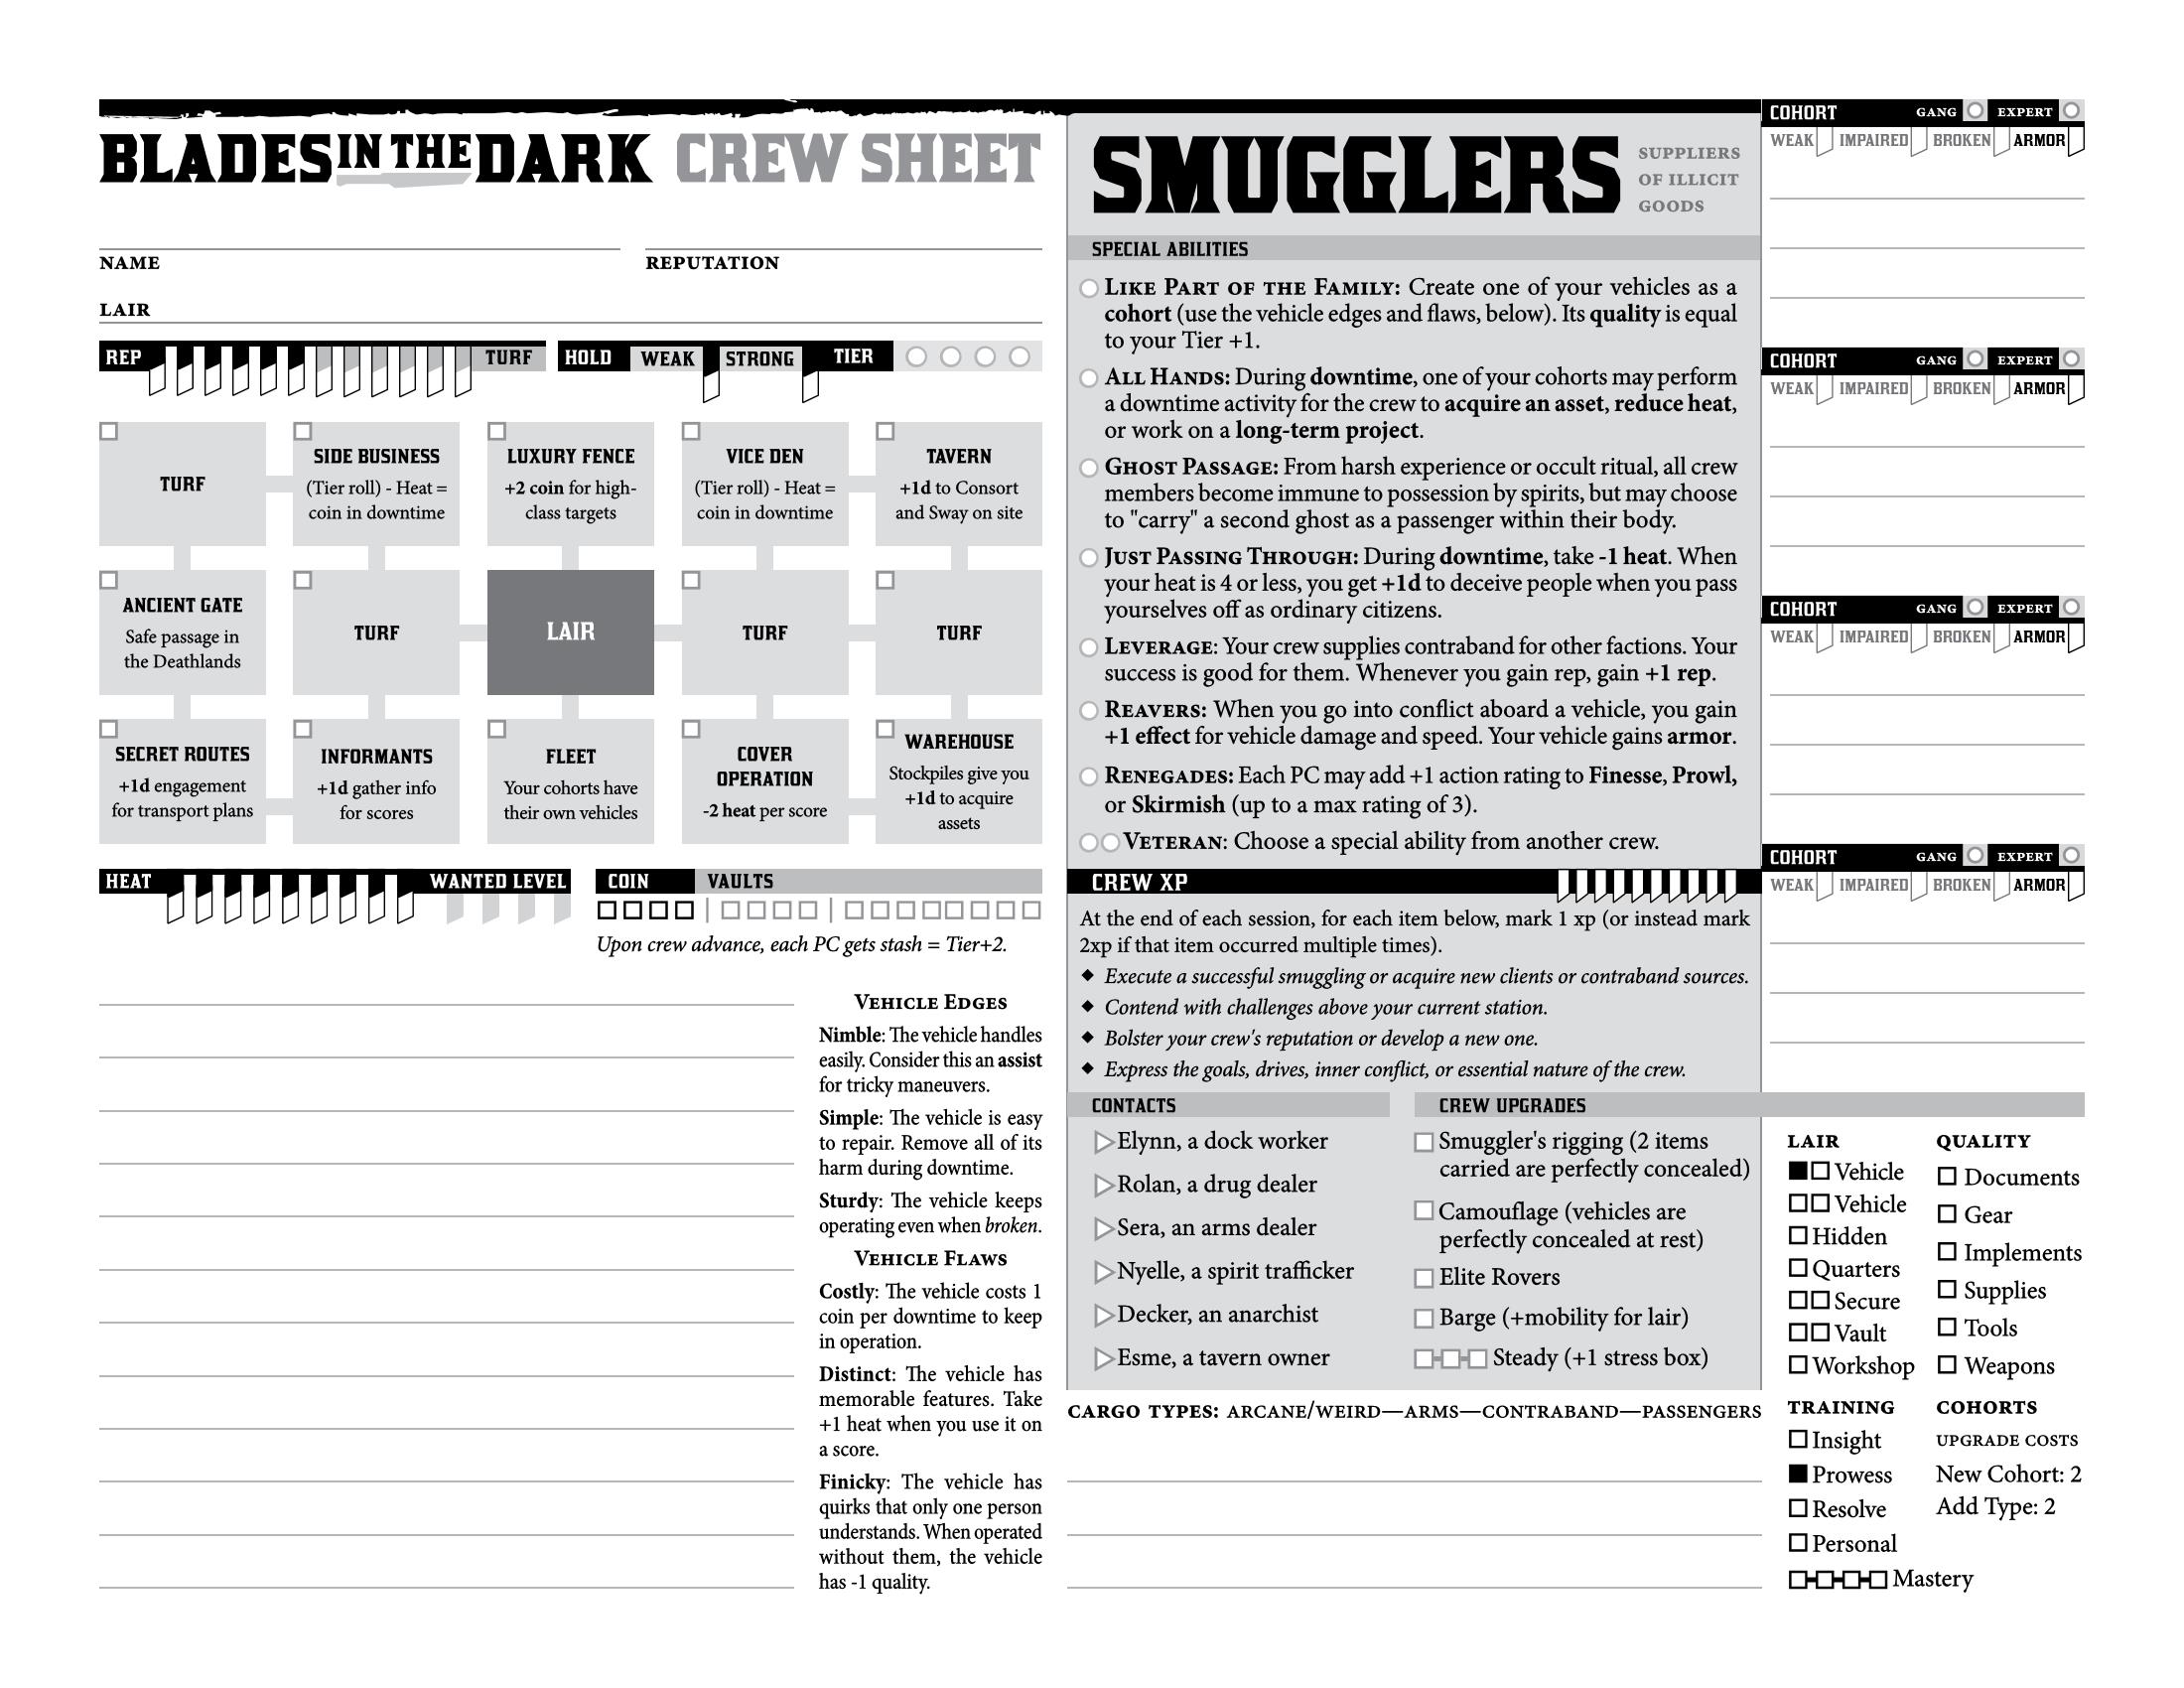 BLADES IN THE DARK CREW SHEET
NAME
REPUTATION
LAIR
REP
TURF
HOLD WEAK STRONG TIER
TURF
SIDE BUSINESS
(Tier roll) - Heat =
coin in downtime
LUXURY FENCE
+2 coin for high-
class targets
VICE DEN
(Tier roll) - Heat =
coin in downtime
TAVERN
+1d to Consort
and Sway on site
ANCIENT GATE
Safe passage in
the Deathlands
TURF
LAIR
TURF
TURF
SECRET ROUTES
+1d engagement
for transport plans
INFORMANTS
+1d gather info
for scores
FLEET
Your cohorts have
their own vehicles
COVER
OPERATION
-2 heat per score
WAREHOUSE
Stockpiles give you
+1d to acquire
assets
HEAT
WANTED LEVEL
COIN
VAULTS
Upon crew advance, each PC gets stash = Tier+2.
VEHICLE EDGES
Nimble: The vehicle handles
easily. Consider this an assist
for tricky maneuvers.
Simple: The vehicle is easy
to repair. Remove all of its
harm during downtime.
Sturdy: The vehicle keeps
operating even when broken.
VEHICLE FLAWS
Costly: The vehicle costs 1
coin per downtime to keep
in operation.
Distinct: The vehicle has
memorable features. Take
+1 heat when you use it on
a score.
Finicky: The vehicle has
quirks that only one person
understands. When operated
without them, the vehicle
has -1 quality.
SMUGGLERS
SUPPLIERS
OF ILLICIT
GOODS
SPECIAL ABILITIES
LIKE PART OF THE FAMILY: Create one of your vehicles as a
cohort (use the vehicle edges and flaws, below). Its quality is equal
to your Tier +1.
ALL HANDS: During downtime, one of your cohorts may perform
a downtime activity for the crew to acquire an asset, reduce heat,
or work on a long-term project.
GHOST PASSAGE: From harsh experience or occult ritual, all crew
members become immune to possession by spirits, but may choose
to "carry" a second ghost as a passenger within their body.
JUST PASSING THROUGH: During downtime, take -1 heat. When
your heat is 4 or less, you get +1d to deceive people when you pass
yourselves off as ordinary citizens.
LEVERAGE: Your crew supplies contraband for other factions. Your
success is good for them. Whenever you gain rep, gain +1 rep.
REAVERS: When you go into conflict aboard a vehicle, you gain
+1 effect for vehicle damage and speed. Your vehicle gains armor.
RENEGADES: Each PC may add +1 action rating to Finesse, Prowl,
or Skirmish (up to a max rating of 3).
VETERAN: Choose a special ability from another crew.
CREW XP
At the end of each session, for each item below, mark 1 xp (or instead mark
2xp if that item occurred multiple times).
Execute a successful smuggling or acquire new clients or contraband sources.
Contend with challenges above your current station.
Bolster your crew's reputation or develop a new one.
Express the goals, drives, inner conflict, or essential nature of the crew.
CONTACTS
Elynn, a dock worker
Rolan, a drug dealer
Sera, an arms dealer
Nyelle, a spirit trafficker
Decker, an anarchist
Esme, a tavern owner
CREW UPGRADES
Smuggler's rigging (2 items
carried are perfectly concealed)
Camouflage (vehicles are
perfectly concealed at rest)
Elite Rovers
Barge (+mobility for lair)
Steady (+1 stress box)
CARGO TYPES: ARCANE/WEIRD—ARMS—CONTRABAND—PASSENGERS
COHORT GANG EXPERT
WEAK IMPAIRED BROKEN ARMOR
COHORT GANG EXPERT
WEAK IMPAIRED BROKEN ARMOR
COHORT GANG EXPERT
WEAK IMPAIRED BROKEN ARMOR
COHORT GANG EXPERT
WEAK IMPAIRED BROKEN ARMOR
LAIR
Vehicle
Vehicle
Hidden
Quarters
Secure
Vault
Workshop
QUALITY
Documents
Gear
Implements
Supplies
Tools
Weapons
TRAINING
Insight
Prowess
Resolve
Personal
Mastery
COHORTS
UPGRADE COSTS
New Cohort: 2
Add Type: 2